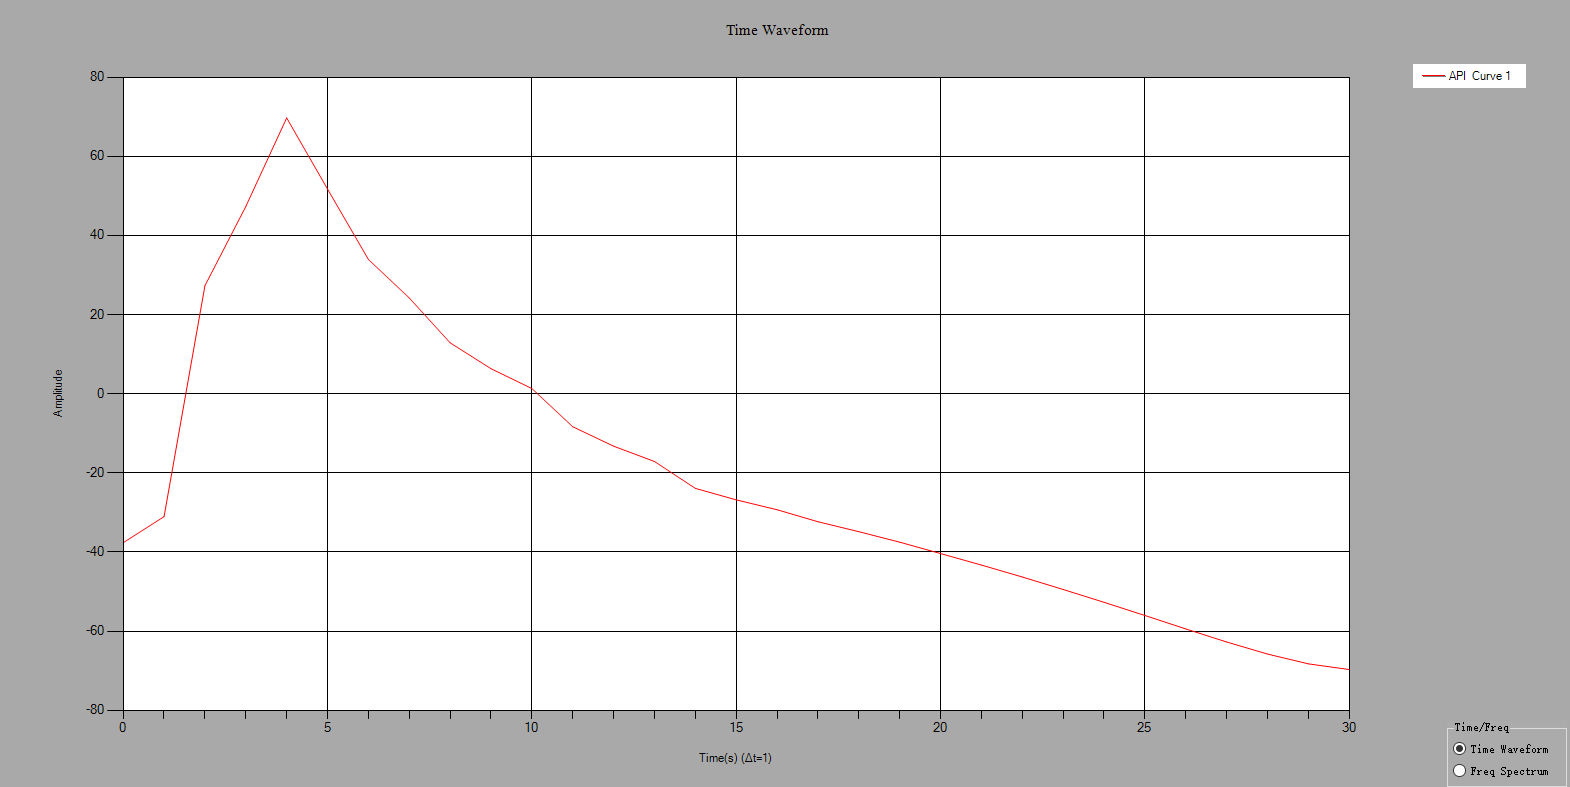 Time Waveform
API  Curve 1
80
60
40
20
0
-20
-40
-60
-80
Amplitude
0 5 10 15 20 25 30
Time(s) (Δt=1)
Time/Freq
Time Waveform
Freq Spectrum